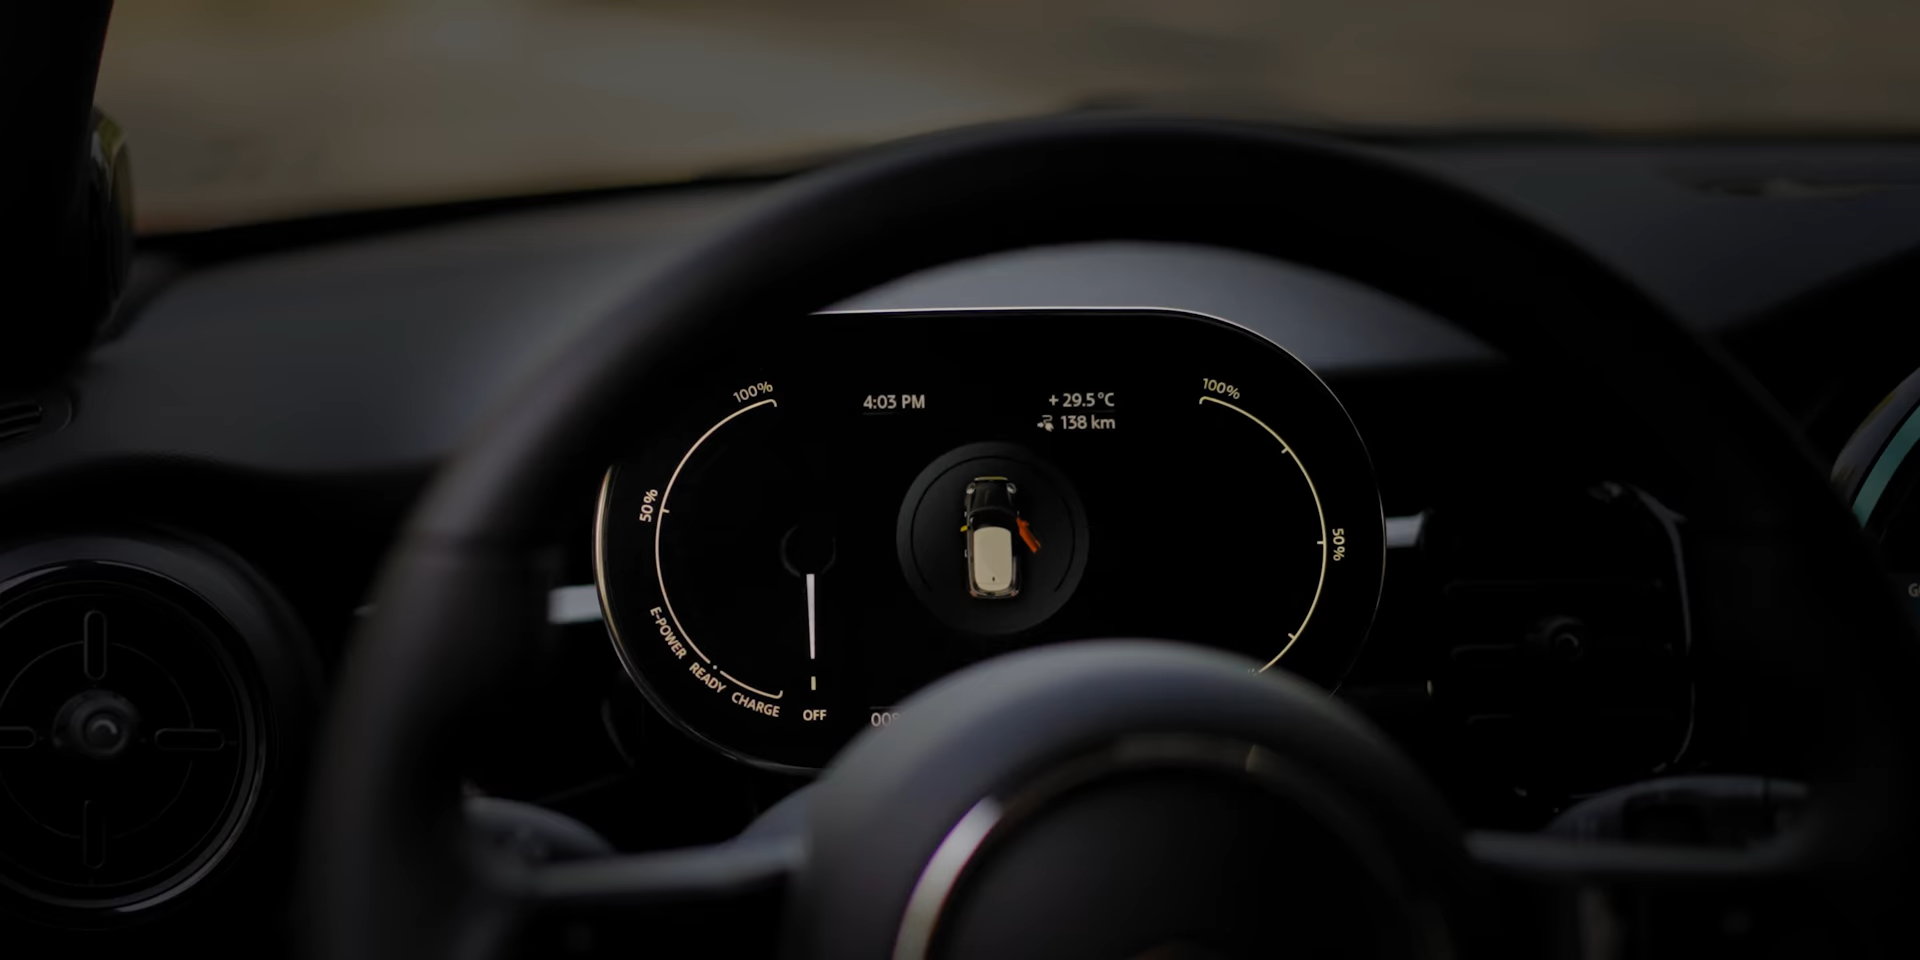 100%
4:03 PM
+ 29.5 °C
138 km
100%
50%
50%
E-POWER READY CHARGE
OFF